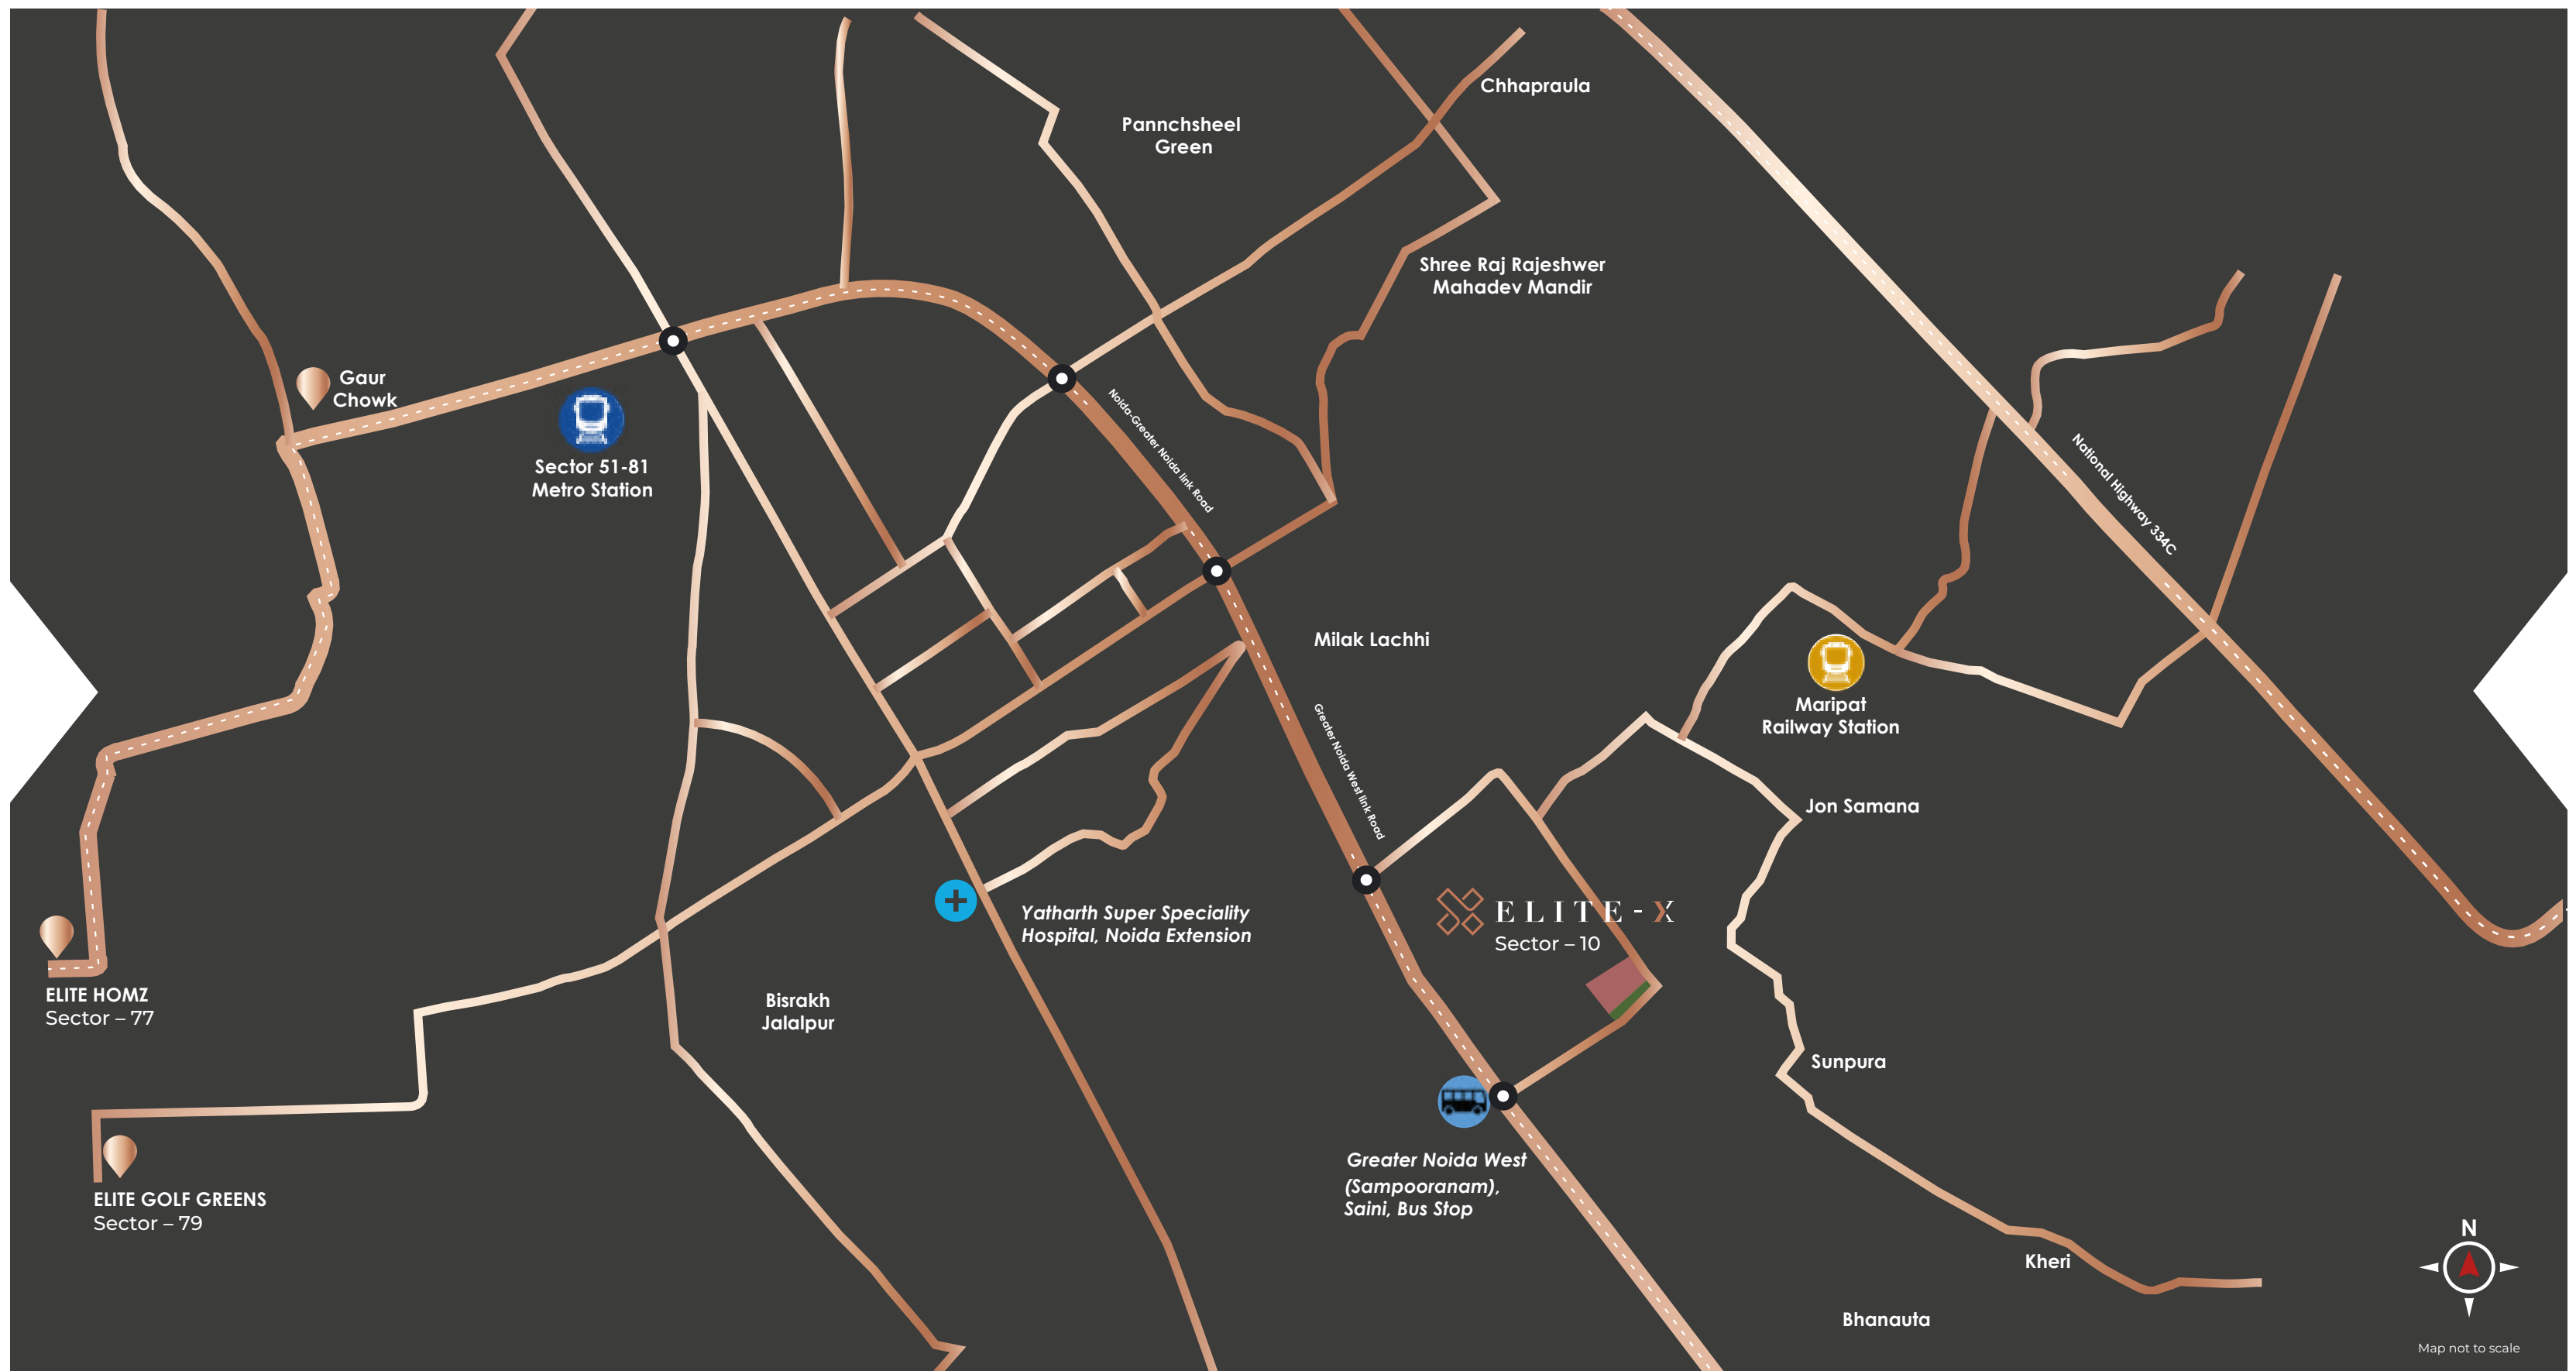 Chhapraula
Pannchsheel
Green
Shree Raj Rajeshwer
Mahadev Mandir
Gaur
Chowk
Sector 51-81
Metro Station
Noida-Greater Noida link Road
National Highway 334C
Milak Lachhi
Maripat
Railway Station
Greater Noida West link Road
Jon Samana
ELITE-X
Sector – 10
Yatharth Super Speciality
Hospital, Noida Extension
ELITE HOMZ
Sector – 77
Bisrakh
Jalalpur
Sunpura
Greater Noida West
(Sampooranam),
Saini, Bus Stop
ELITE GOLF GREENS
Sector – 79
Kheri
Bhanauta
N
Map not to scale